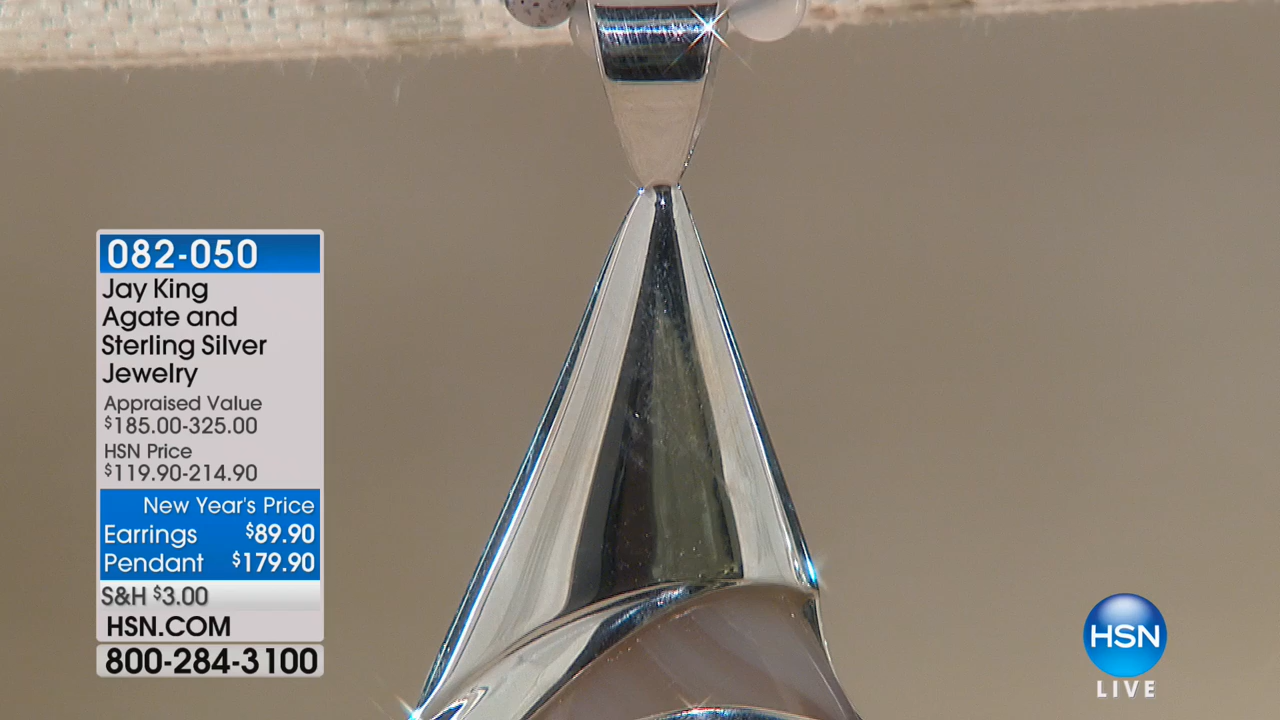 082-050
Jay King
Agate and
Sterling Silver
Jewelry
Appraised Value
$185.00-325.00
HSN Price
$119.90-214.90
New Year's Price
Earrings $89.90
Pendant $179.90
S&H $3.00
HSN.COM
800-284-3100
HSN
LIVE